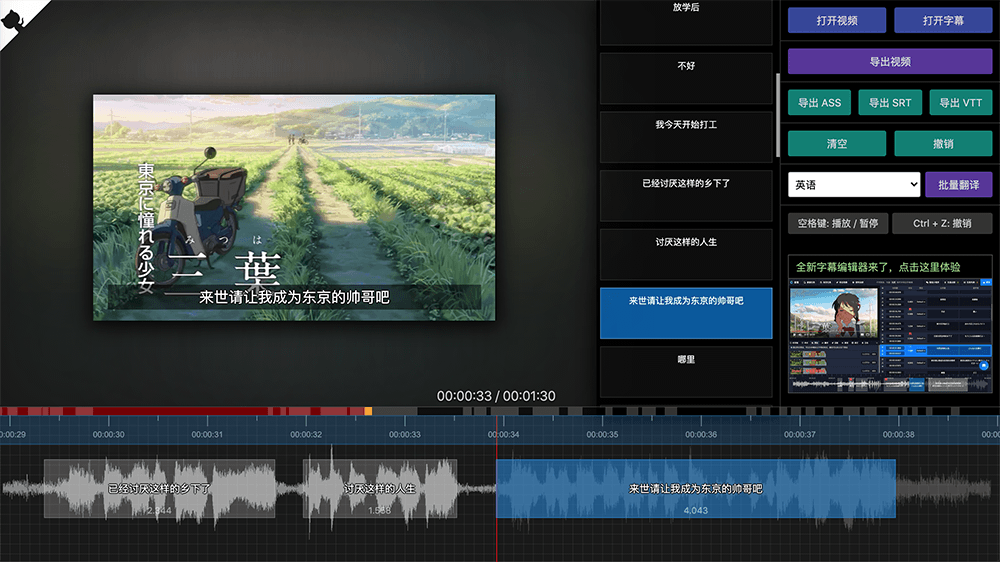 東京に憧れる少女
みつは
三葉
来世请让我成为东京的帅哥吧
00:00:33 / 00:01:30
放学后
不好
我今天开始打工
已经讨厌这样的乡下了
讨厌这样的人生
来世请让我成为东京的帅哥吧
哪里
打开视频 打开字幕
导出视频
导出 ASS 导出 SRT 导出 VTT
清空 撤销
英语 批量翻译
空格键: 播放 / 暂停 Ctrl + Z: 撤销
全新字幕编辑器来了，点击这里体验
00:00:30 00:00:31 00:00:32 00:00:33 00:00:34 00:00:35 00:00:36 00:00:37 00:00:38
已经讨厌这样的乡下了 讨厌这样的人生 来世请让我成为东京的帅哥吧
2.344 4.043